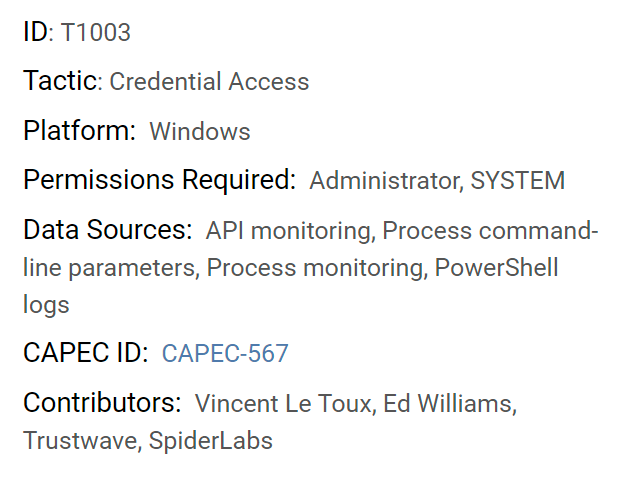 ID: T1003
Tactic: Credential Access
Platform: Windows
Permissions Required: Administrator, SYSTEM
Data Sources: API monitoring, Process command-
line parameters, Process monitoring, PowerShell
logs
CAPEC ID: CAPEC-567
Contributors: Vincent Le Toux, Ed Williams,
Trustwave, SpiderLabs